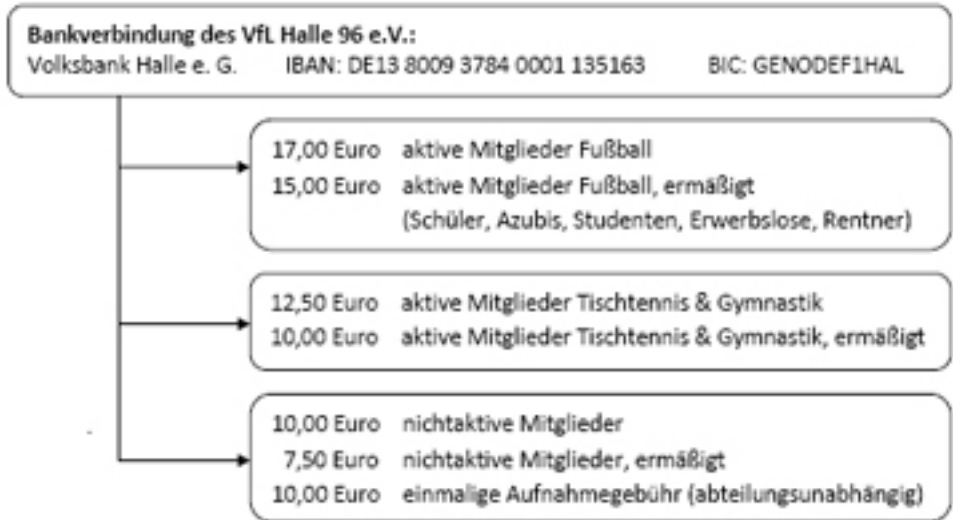 Bankverbindung des VfL Halle 96 e.V.:
Volksbank Halle e. G. IBAN: DE13 8009 3784 0001 135163 BIC: GENODEF1HAL
17,00 Euro aktive Mitglieder Fußball
15,00 Euro aktive Mitglieder Fußball, ermäßigt
(Schüler, Azubis, Studenten, Erwerbslose, Rentner)
12,50 Euro aktive Mitglieder Tischtennis & Gymnastik
10,00 Euro aktive Mitglieder Tischtennis & Gymnastik, ermäßigt
10,00 Euro nichtaktive Mitglieder
7,50 Euro nichtaktive Mitglieder, ermäßigt
10,00 Euro einmalige Aufnahmegebühr (abteilungsunabhängig)